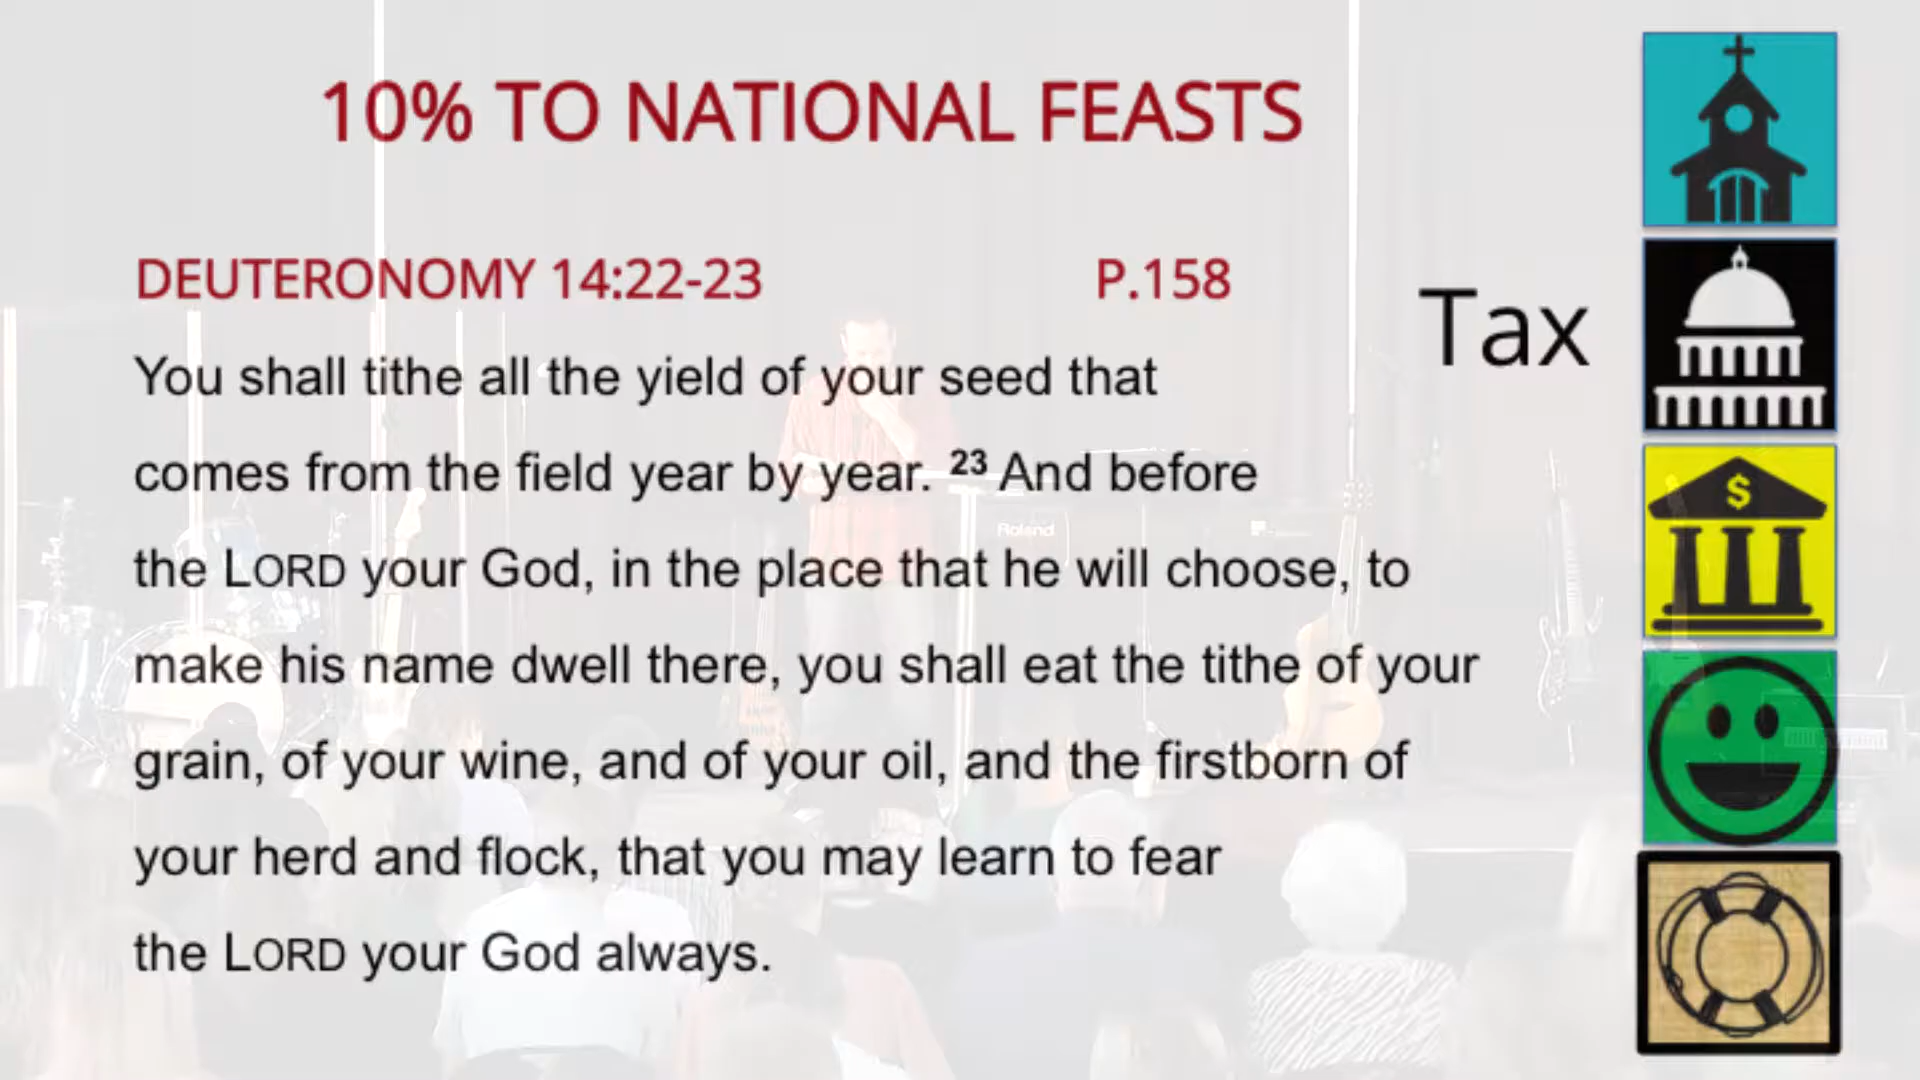 10% TO NATIONAL FEASTS
DEUTERONOMY 14:22-23 P.158
Tax
You shall tithe all the yield of your seed that
comes from the field year by year. 23 And before
the LORD your God, in the place that he will choose, to
make his name dwell there, you shall eat the tithe of your
grain, of your wine, and of your oil, and the firstborn of
your herd and flock, that you may learn to fear
the LORD your God always.
$
Roland